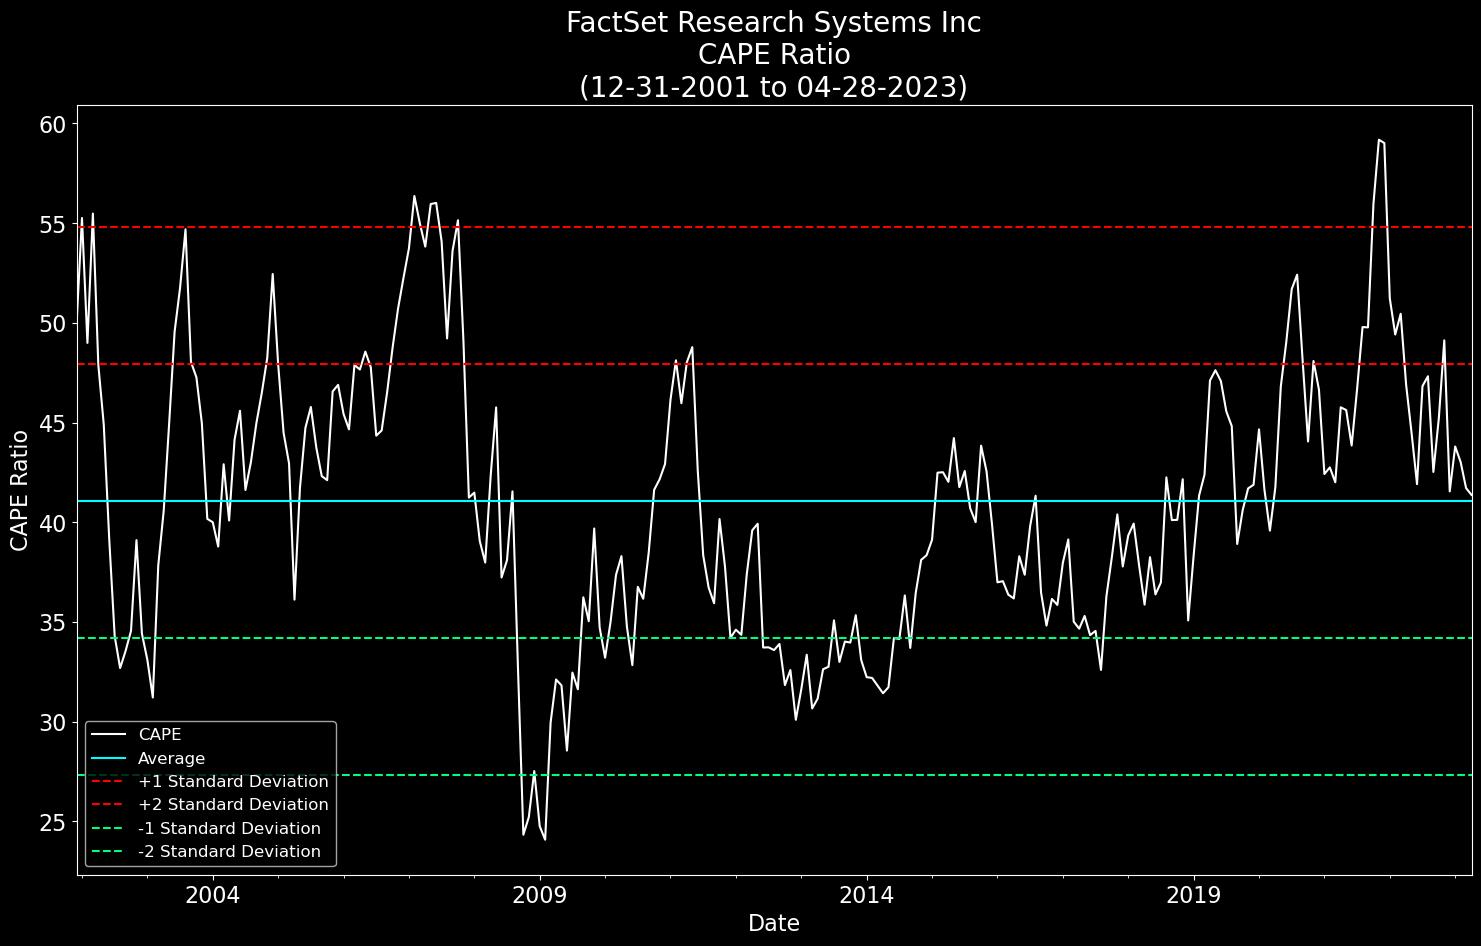 FactSet Research Systems Inc
CAPE Ratio
(12-31-2001 to 04-28-2023)
CAPE Ratio
60
55
50
45
40
35
30
25
CAPE
Average
+1 Standard Deviation
+2 Standard Deviation
-1 Standard Deviation
-2 Standard Deviation
2004
2009
2014
2019
Date